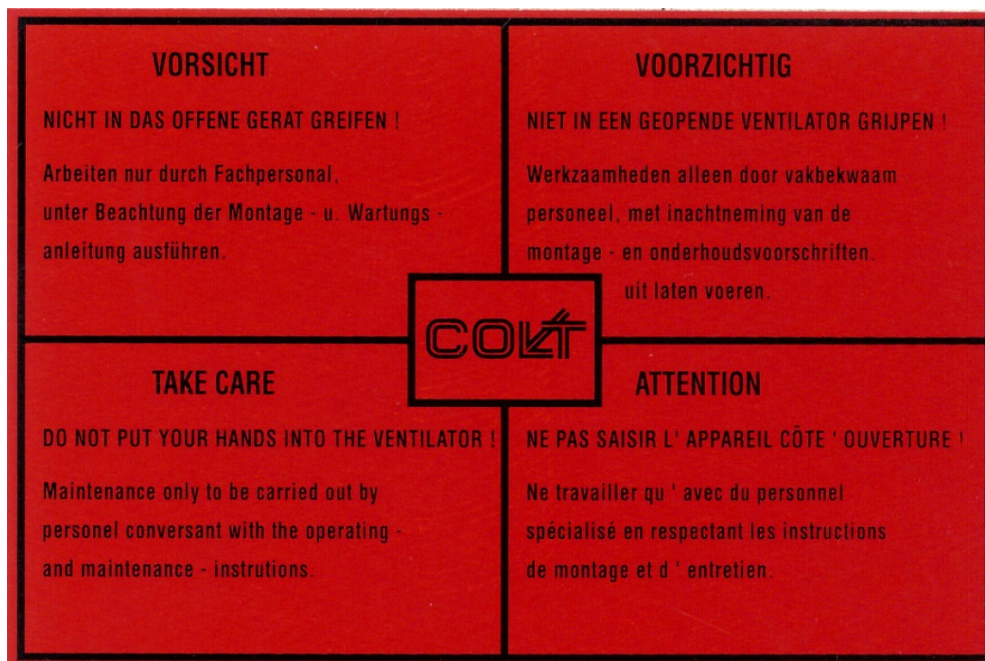 VORSICHT
NICHT IN DAS OFFENE GERAT GREIFEN !
Arbeiten nur durch Fachpersonal,
unter Beachtung der Montage - u. Wartungs -
anleitung ausführen.
VOORZICHTIG
NIET IN EEN GEOPENDE VENTILATOR GRIJPEN !
Werkzaamheden alleen door vakbekwaam
personeel, met inachtneming van de
montage - en onderhoudsvoorschriften.
uit laten voeren.
COLT
TAKE CARE
DO NOT PUT YOUR HANDS INTO THE VENTILATOR !
Maintenance only to be carried out by
personel conversant with the operating -
and maintenance - instrutions.
ATTENTION
NE PAS SAISIR L' APPAREIL CÔTE ' OUVERTURE !
Ne travailler qu ' avec du personnel
spécialisé en respectant les instructions
de montage et d ' entretien.